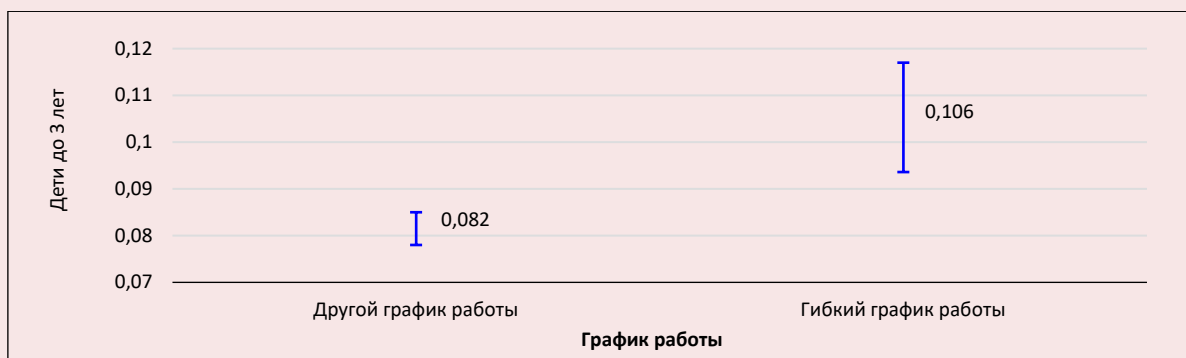 Дети до 3 лет
0,12
0,11
0,1
0,09
0,08
0,07
0,106
0,082
Другой график работы
Гибкий график работы
График работы